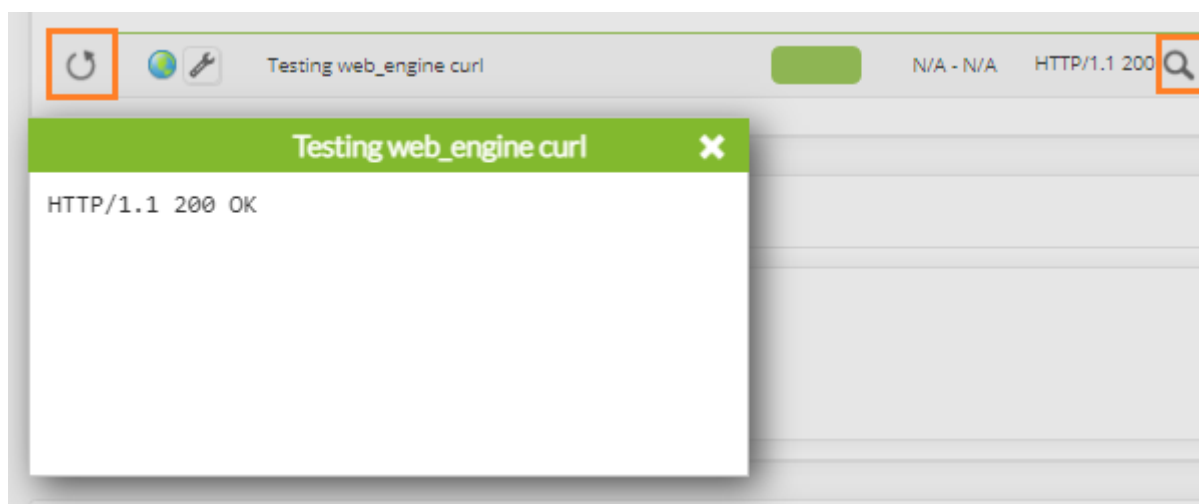 Testing web_engine curl N/A - N/A HTTP/1.1 200
Testing web_engine curl
HTTP/1.1 200 OK